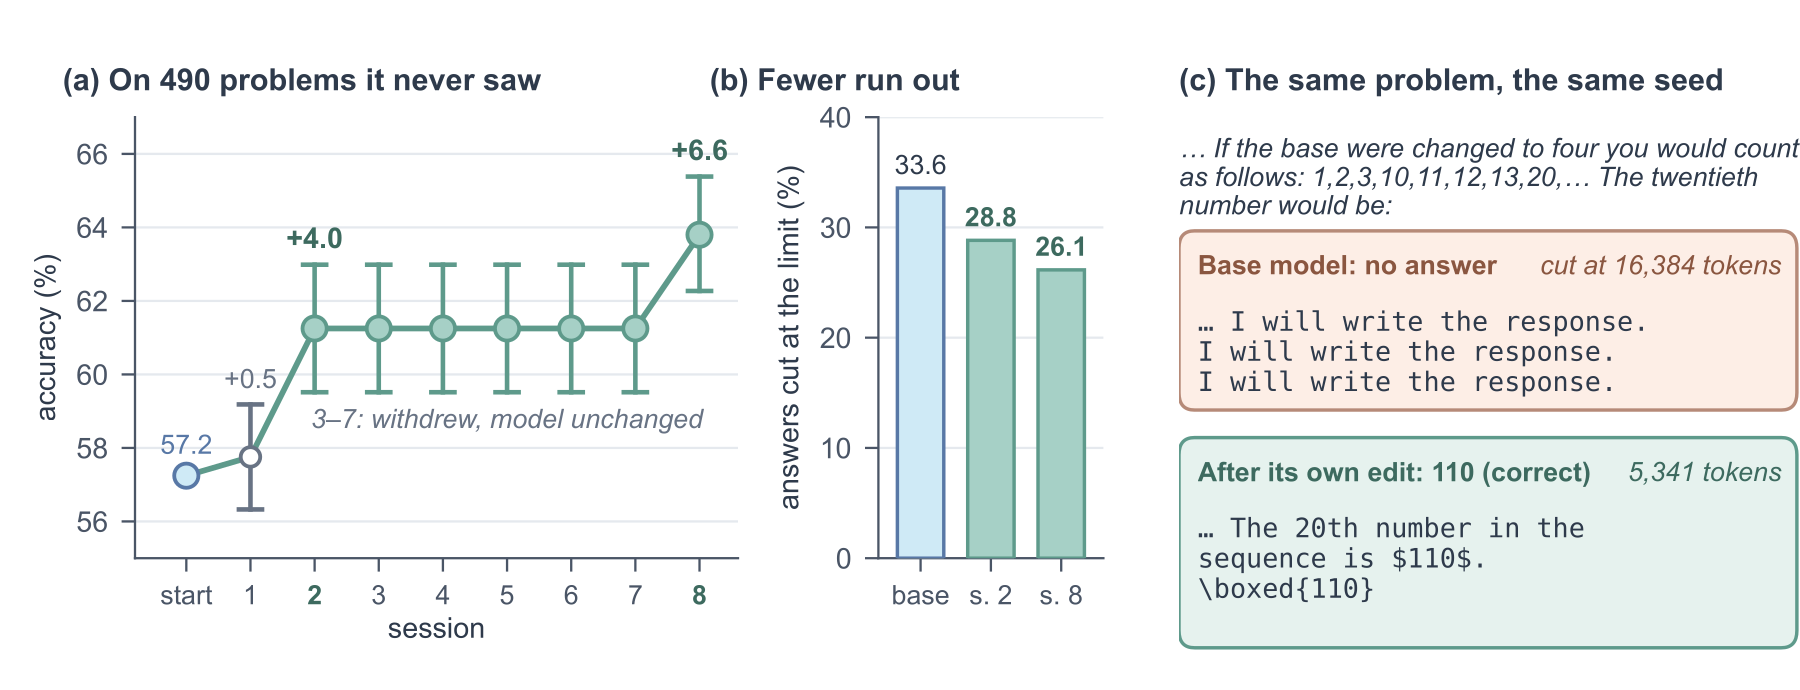 (a) On 490 problems it never saw
accuracy (%)
66
64
62
60
58
56
57.2
+0.5
+4.0
+6.6
3–7: withdrew, model unchanged
start 1 2 3 4 5 6 7 8
session
(b) Fewer run out
answers cut at the limit (%)
40
30
20
10
0
33.6
28.8
26.1
base s. 2 s. 8
(c) The same problem, the same seed
… If the base were changed to four you would count
as follows: 1,2,3,10,11,12,13,20,… The twentieth
number would be:
Base model: no answer cut at 16,384 tokens
… I will write the response.
I will write the response.
I will write the response.
After its own edit: 110 (correct) 5,341 tokens
… The 20th number in the
sequence is $110$.
\boxed{110}